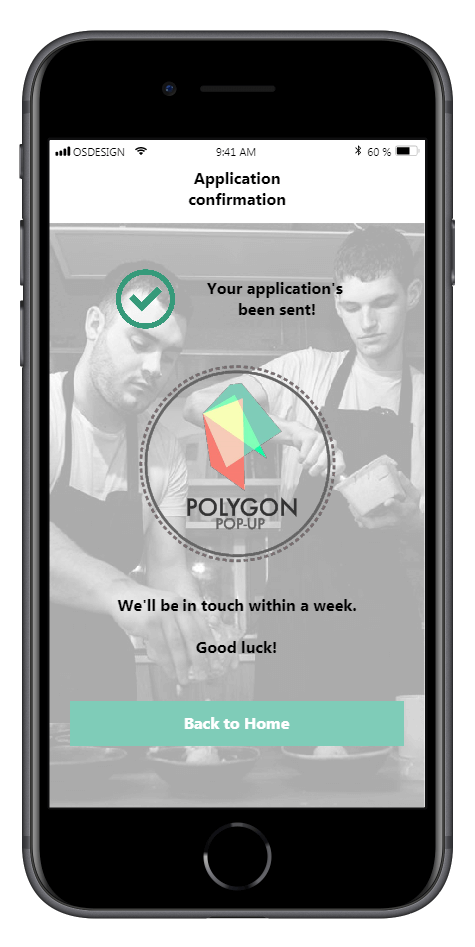 OSDESIGN 9:41 AM 60 %
Application
confirmation
Your application's
been sent!
POLYGON
POP-UP
We'll be in touch within a week.
Good luck!
Back to Home